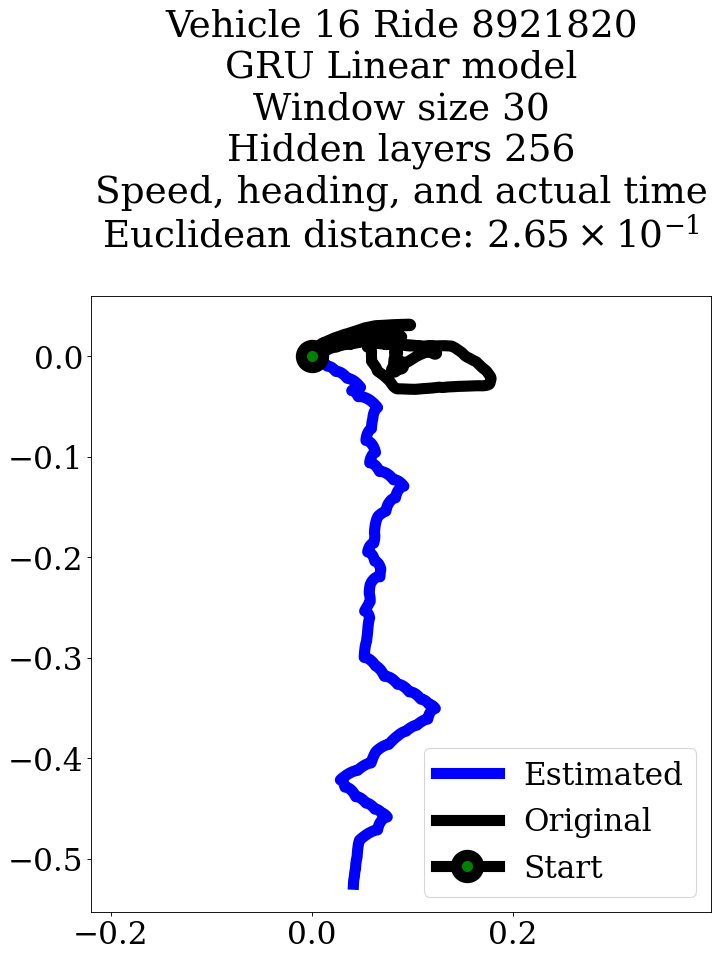 Vehicle 16 Ride 8921820
GRU Linear model
Window size 30
Hidden layers 256
Speed, heading, and actual time
Euclidean distance: 2.65 × 10⁻¹
0.0
−0.1
−0.2
−0.3
−0.4
−0.5
−0.2
0.0
0.2
Estimated
Original
Start